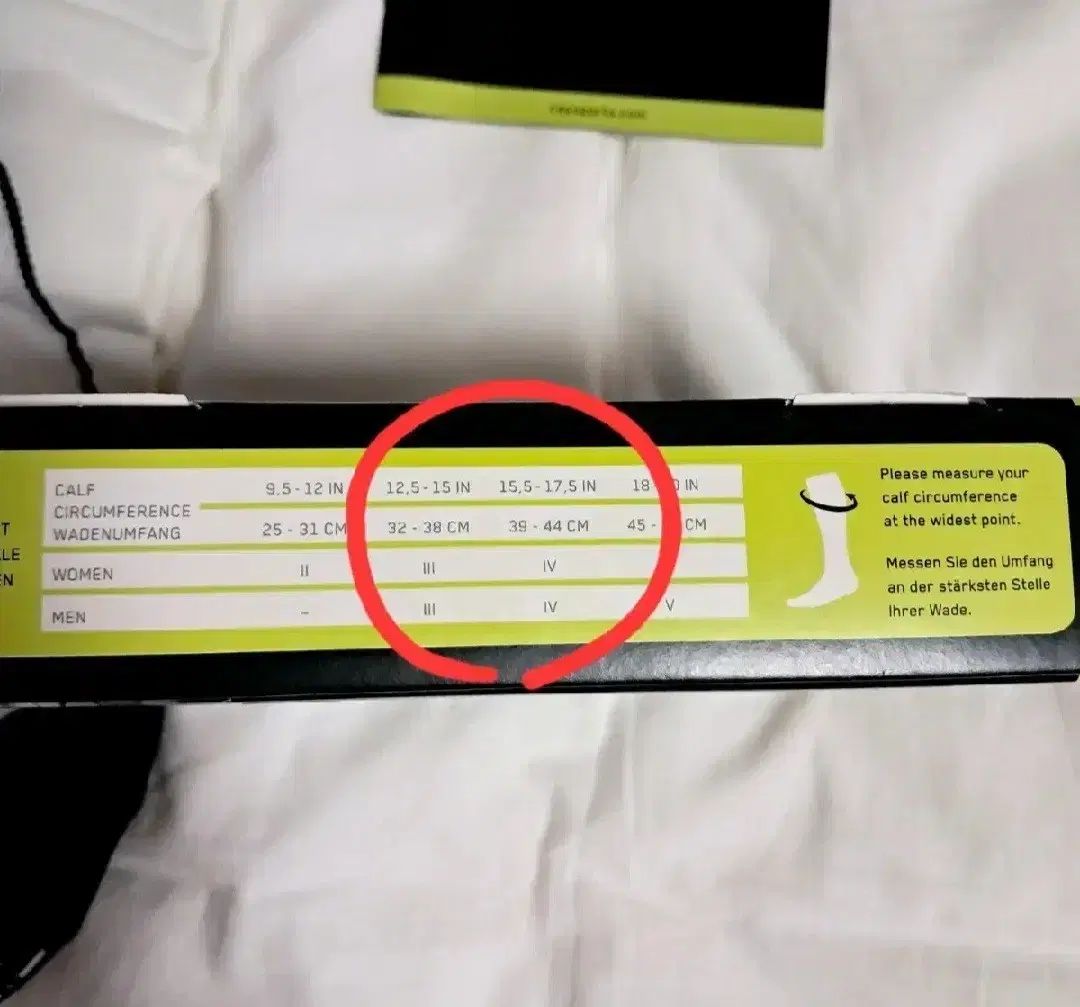 CALF
CIRCUMFERENCE
WADENUMFANG
9.5 - 12 IN 12,5 - 15 IN 15,5 - 17,5 IN 18 - IN
25 - 31 CM 32 - 38 CM 39 - 44 CM 45 - CM
WOMEN II III IV
MEN – III IV V
Please measure your
calf circumference
at the widest point.
Messen Sie den Umfang
an der stärksten Stelle
Ihrer Wade.